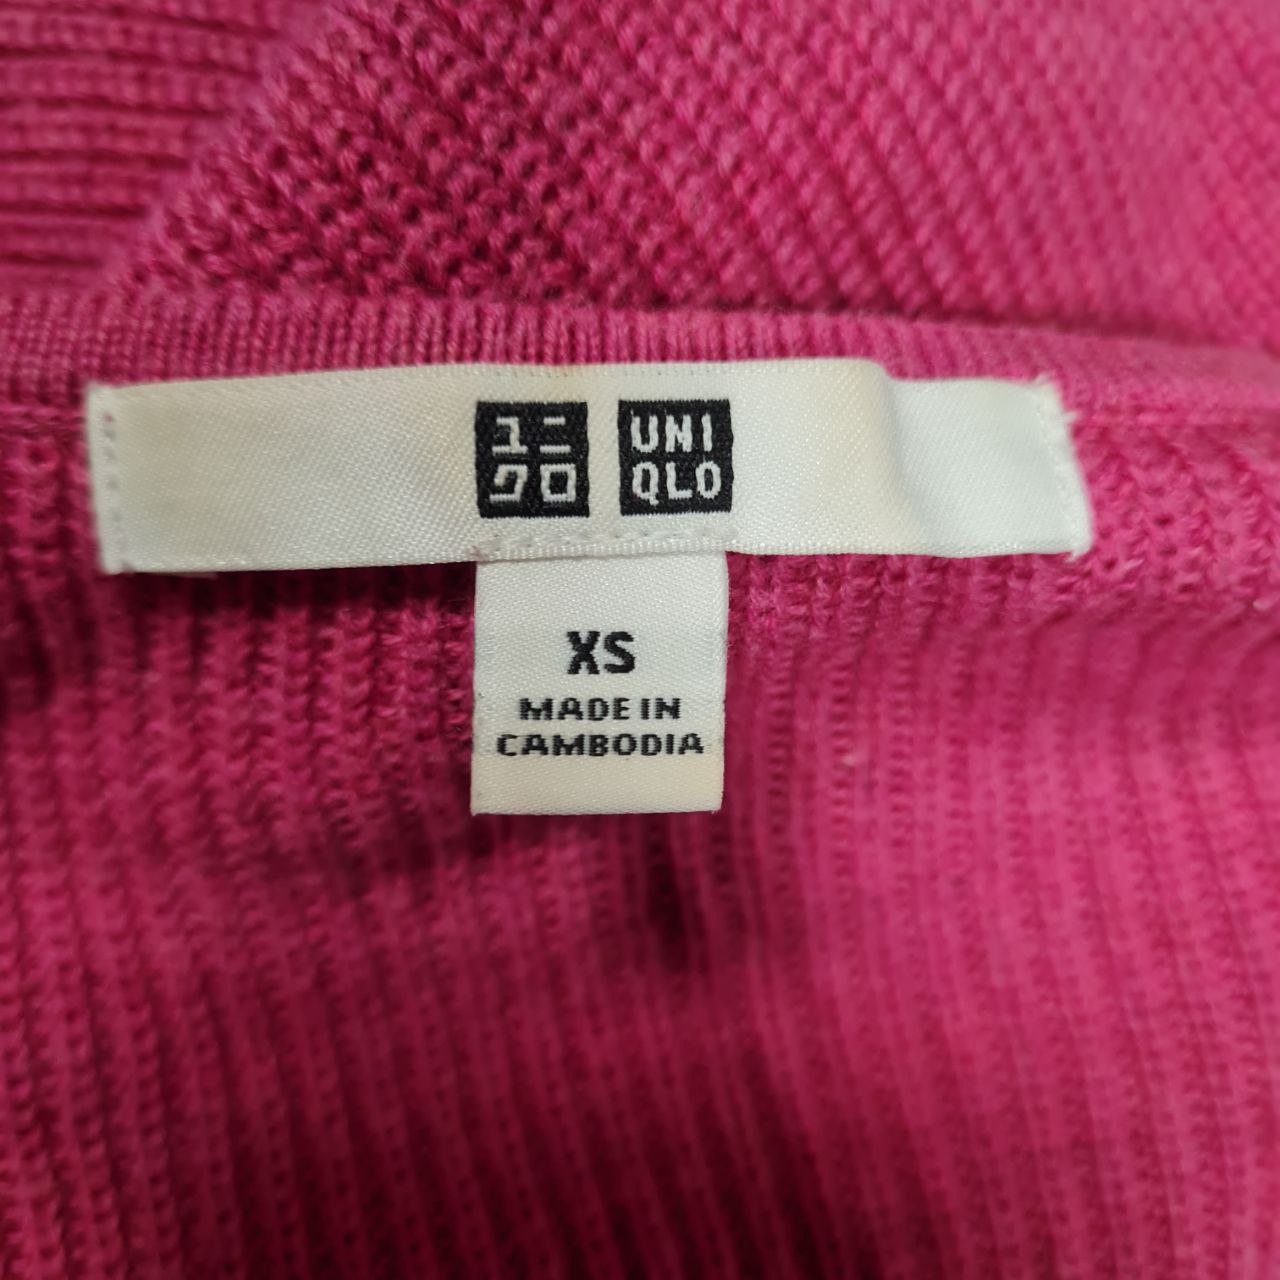 ユニ
クロ
UNI
QLO
XS
MADE IN
CAMBODIA